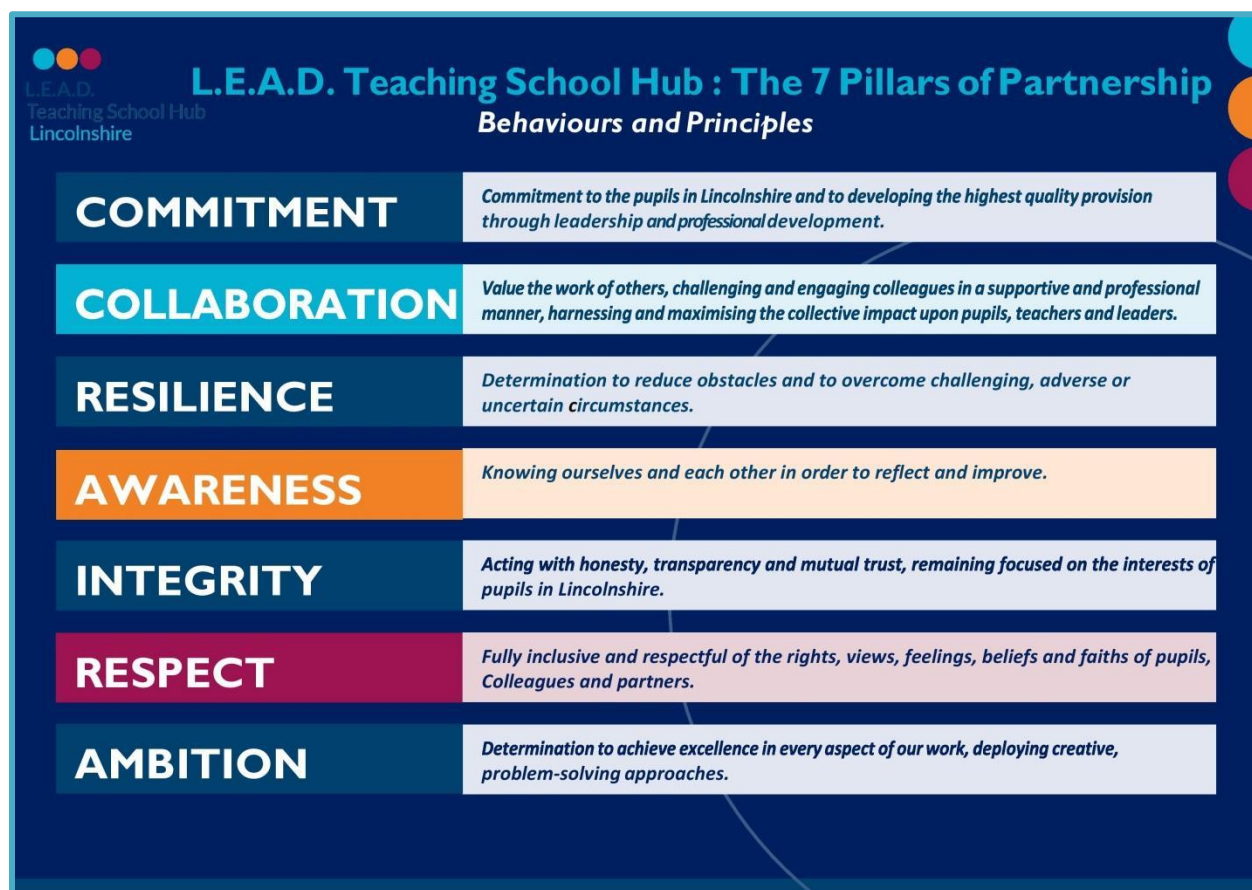 L.E.A.D.
Teaching School Hub
Lincolnshire
L.E.A.D. Teaching School Hub : The 7 Pillars of Partnership
Behaviours and Principles
COMMITMENT
Commitment to the pupils in Lincolnshire and to developing the highest quality provision
through leadership and professional development.
COLLABORATION
Value the work of others, challenging and engaging colleagues in a supportive and professional
manner, harnessing and maximising the collective impact upon pupils, teachers and leaders.
RESILIENCE
Determination to reduce obstacles and to overcome challenging, adverse or
uncertain circumstances.
AWARENESS
Knowing ourselves and each other in order to reflect and improve.
INTEGRITY
Acting with honesty, transparency and mutual trust, remaining focused on the interests of
pupils in Lincolnshire.
RESPECT
Fully inclusive and respectful of the rights, views, feelings, beliefs and faiths of pupils,
Colleagues and partners.
AMBITION
Determination to achieve excellence in every aspect of our work, deploying creative,
problem-solving approaches.